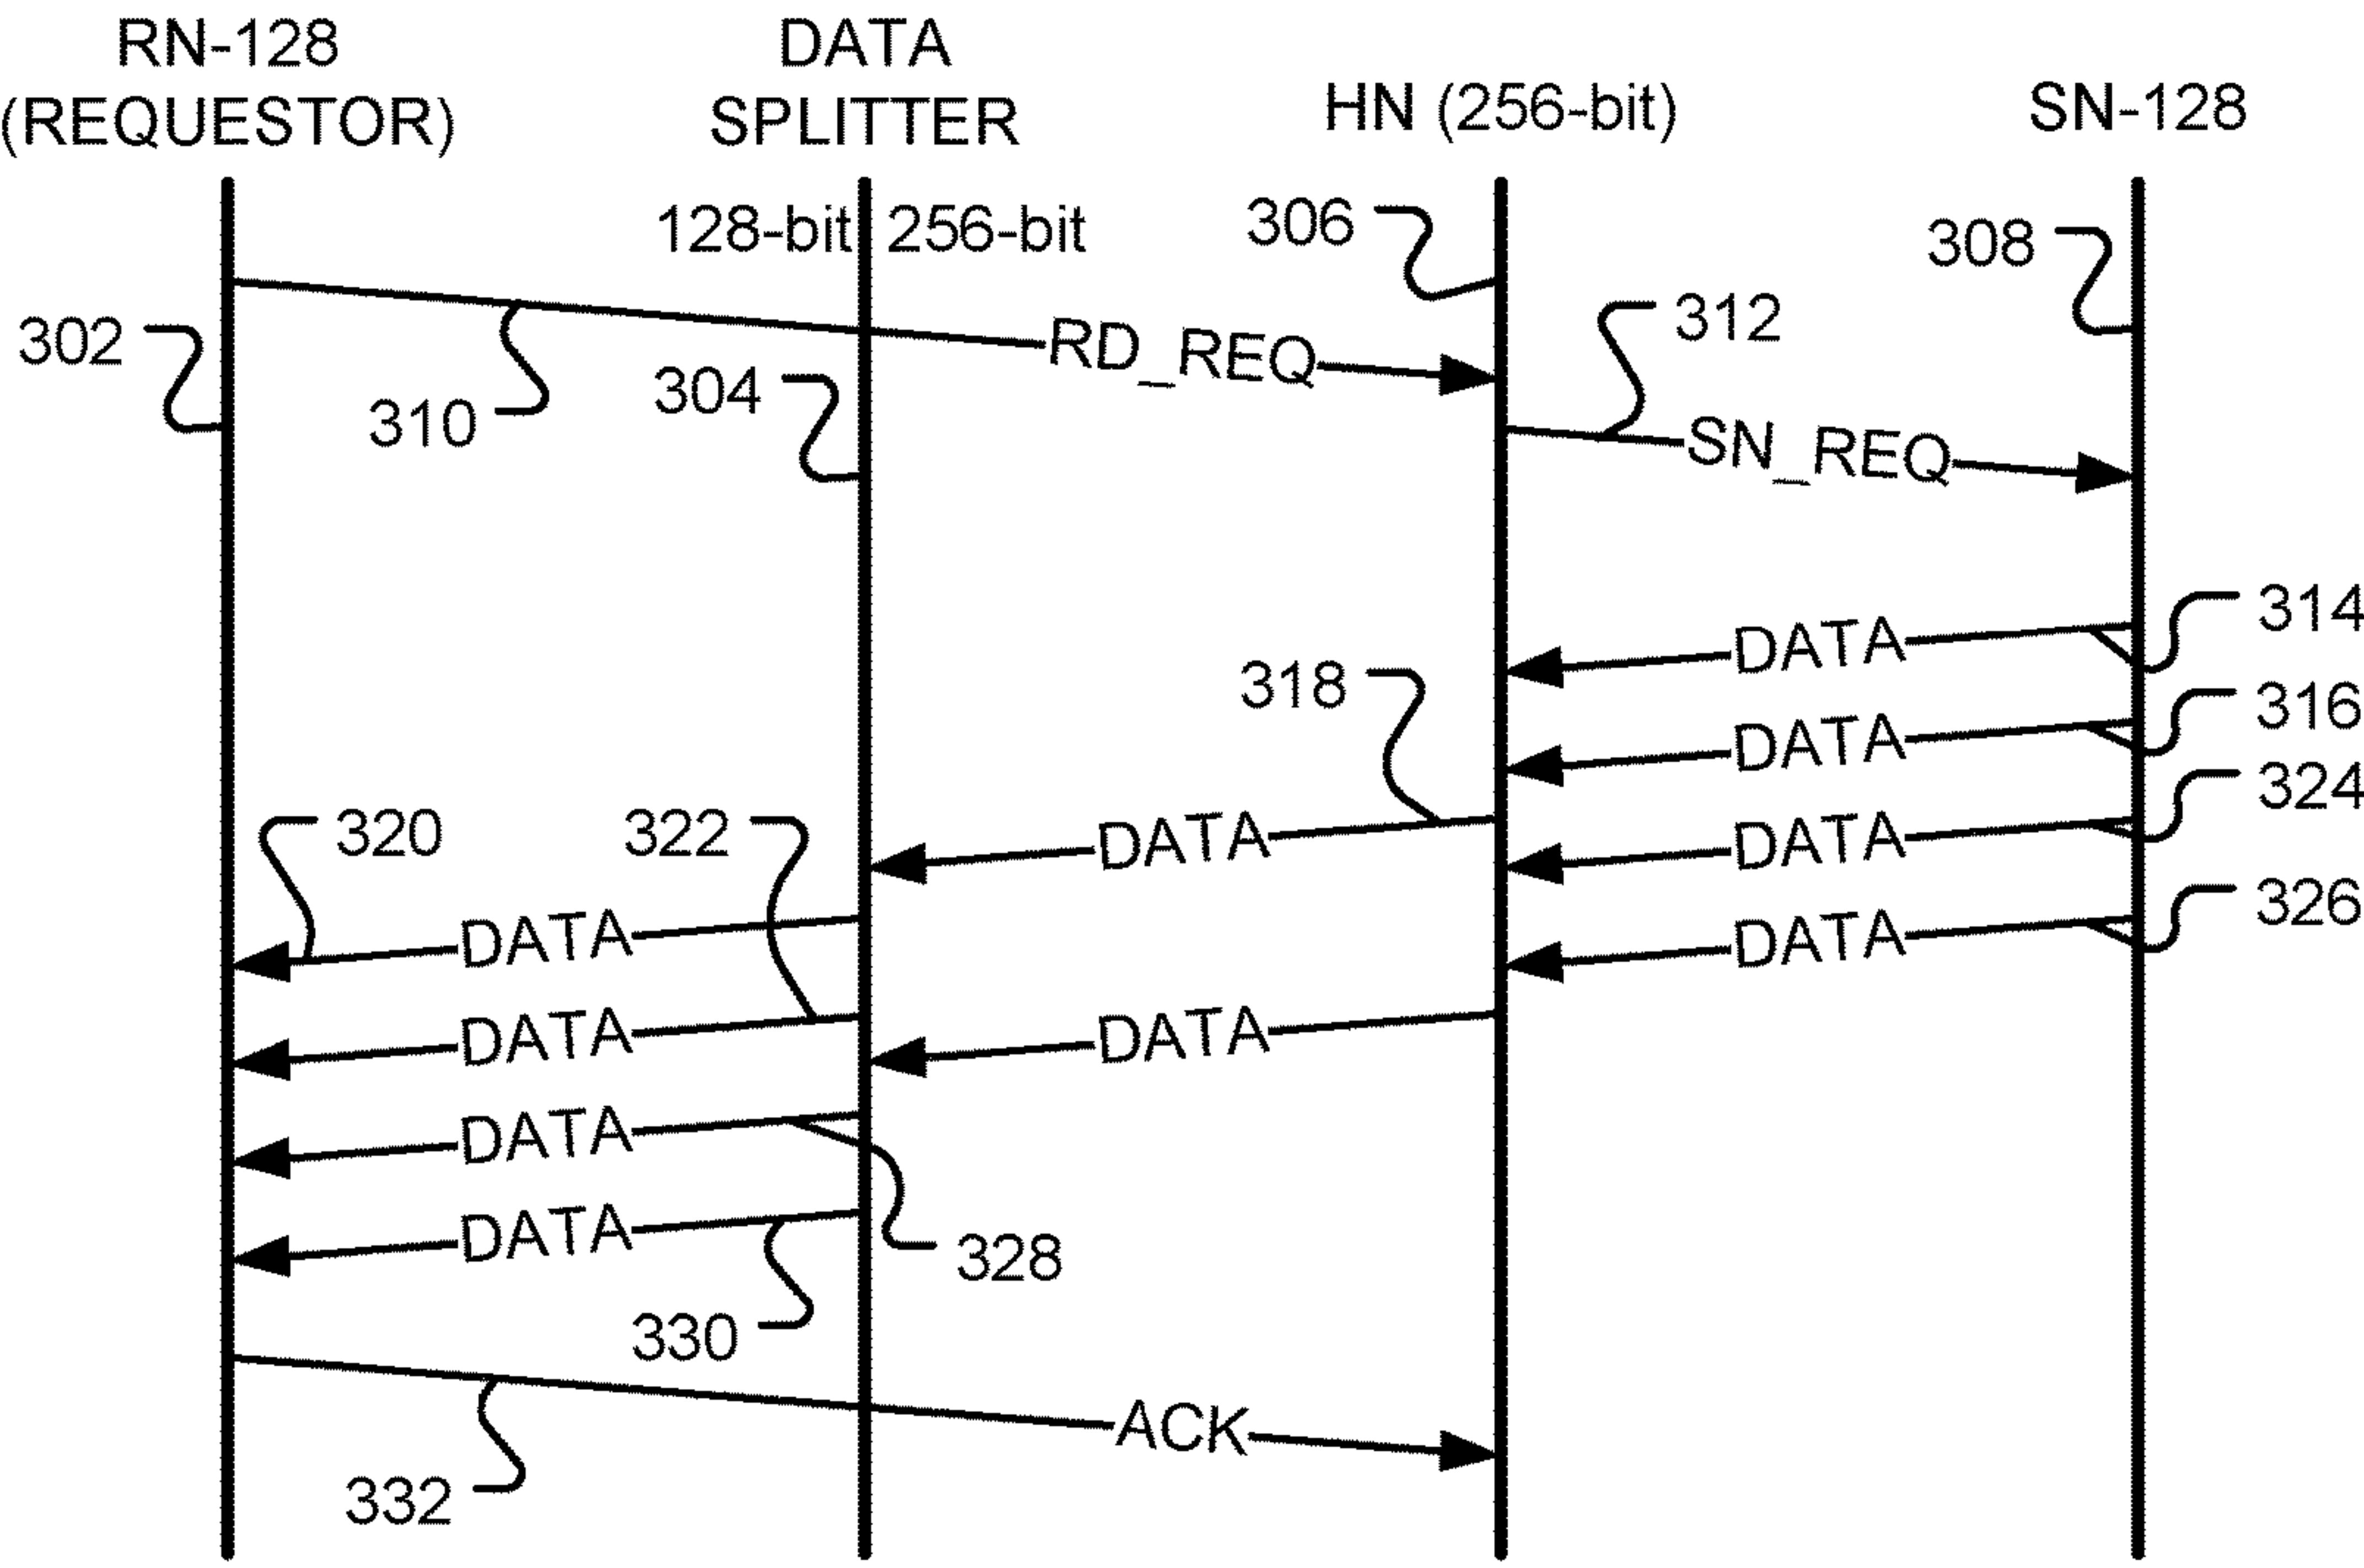 RN-128
(REQUESTOR)
DATA
SPLITTER
HN (256-bit)
SN-128
128-bit
256-bit
306
308
302
310
304
RD_REQ
312
SN_REQ
314
DATA
318
316
DATA
324
320
322
DATA
DATA
326
DATA
DATA
DATA
DATA
DATA
328
DATA
330
ACK
332